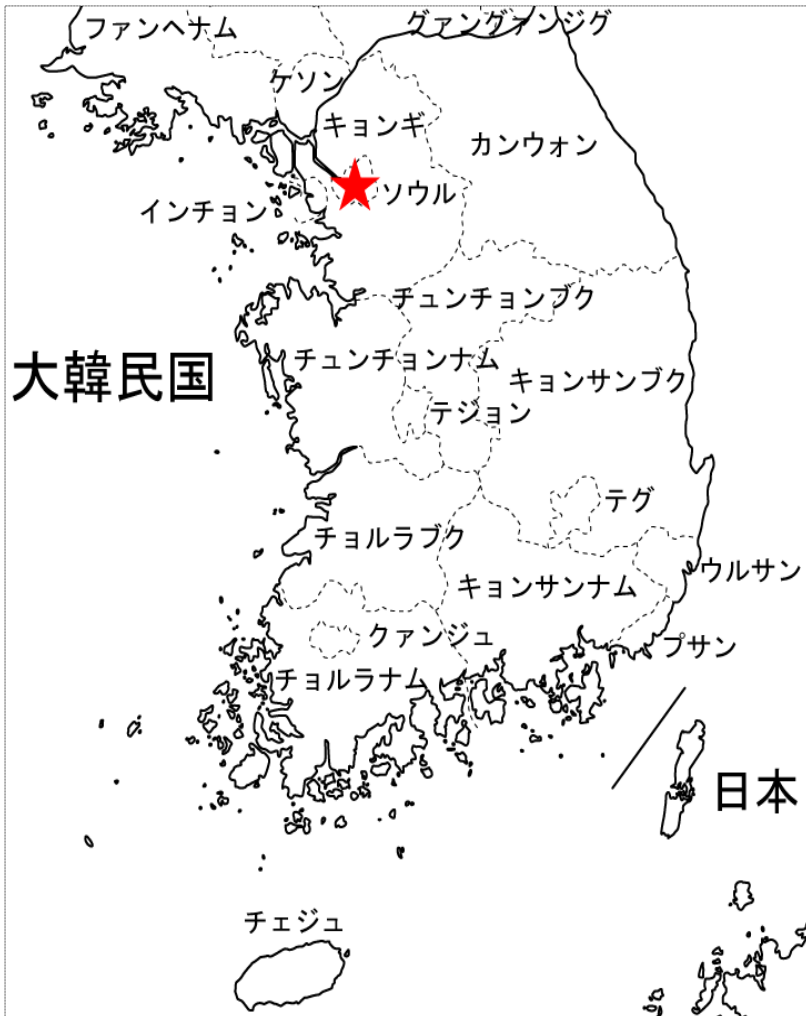 ファンヘナム
グァングァンジグ
ケソン
キョンギ
カンウォン
ソウル
インチョン
チュンチョンブク
大韓民国
チュンチョンナム
キョンサンブク
テジョン
テグ
チョルラブク
ウルサン
キョンサンナム
クァンジュ
プサン
チョルラナム
日本
チェジュ